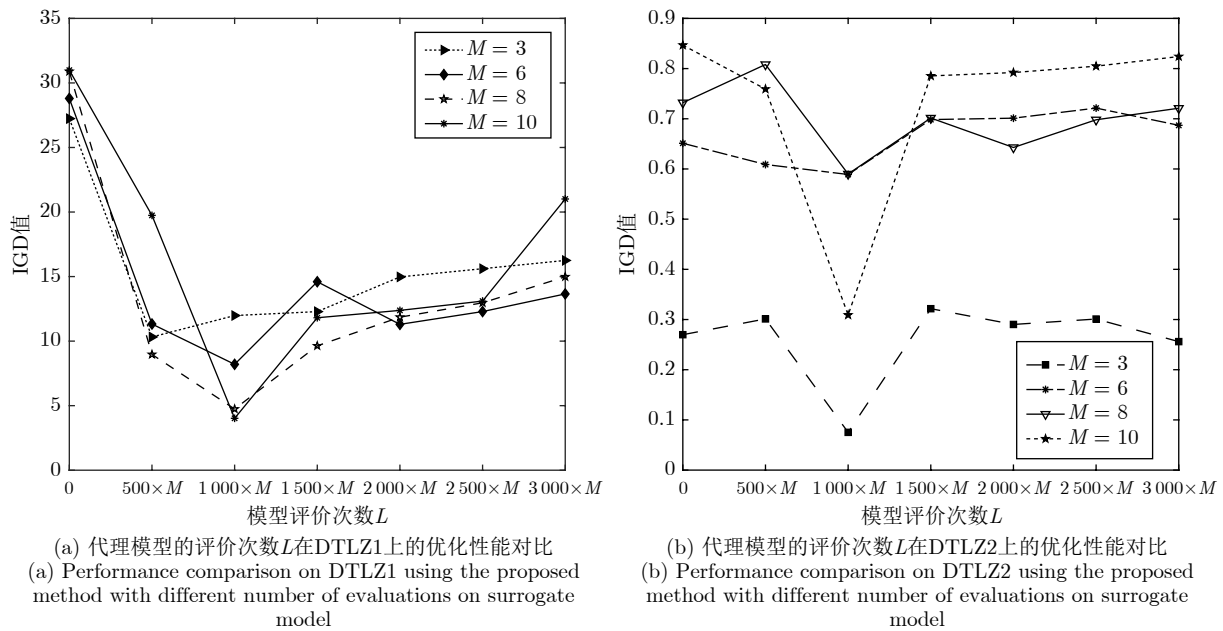 35
30
25
20
15
10
5
0
IGD值
M = 3
M = 6
M = 8
M = 10
0 500×M 1 000×M 1 500×M 2 000×M 2 500×M 3 000×M
模型评价次数L
(a) 代理模型的评价次数L在DTLZ1上的优化性能对比
(a) Performance comparison on DTLZ1 using the proposed
method with different number of evaluations on surrogate
model
0.9
0.8
0.7
0.6
0.5
0.4
0.3
0.2
0.1
0
IGD值
M = 3
M = 6
M = 8
M = 10
0 500×M 1 000×M 1 500×M 2 000×M 2 500×M 3 000×M
模型评价次数L
(b) 代理模型的评价次数L在DTLZ2上的优化性能对比
(b) Performance comparison on DTLZ2 using the proposed
method with different number of evaluations on surrogate
model